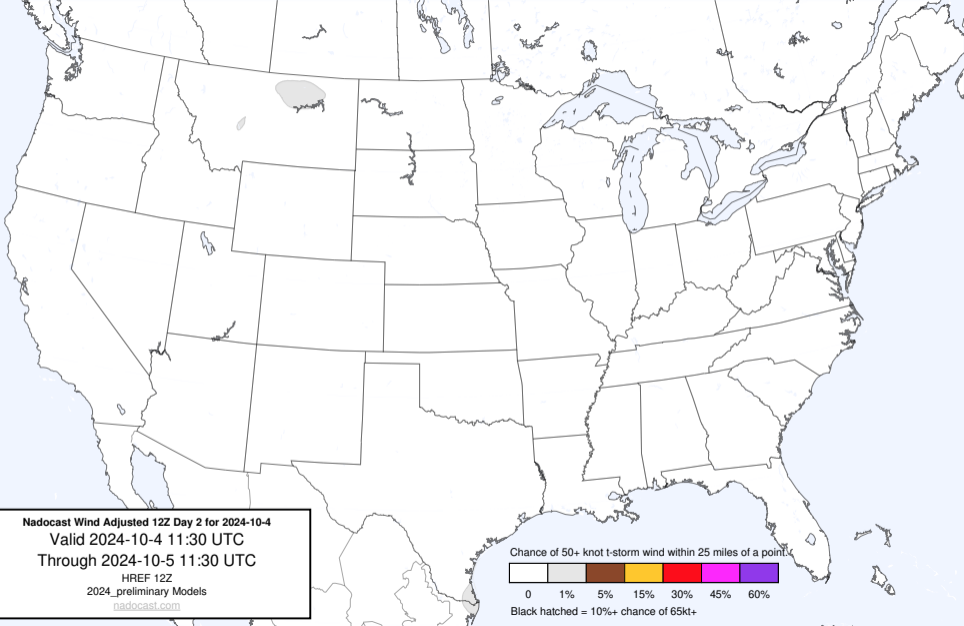 Nadocast Wind Adjusted 12Z Day 2 for 2024-10-4
Valid 2024-10-4 11:30 UTC
Through 2024-10-5 11:30 UTC
HREF 12Z
2024_preliminary Models
nadocast.com
Chance of 50+ knot t-storm wind within 25 miles of a point.
0 1% 5% 15% 30% 45% 60%
Black hatched = 10%+ chance of 65kt+